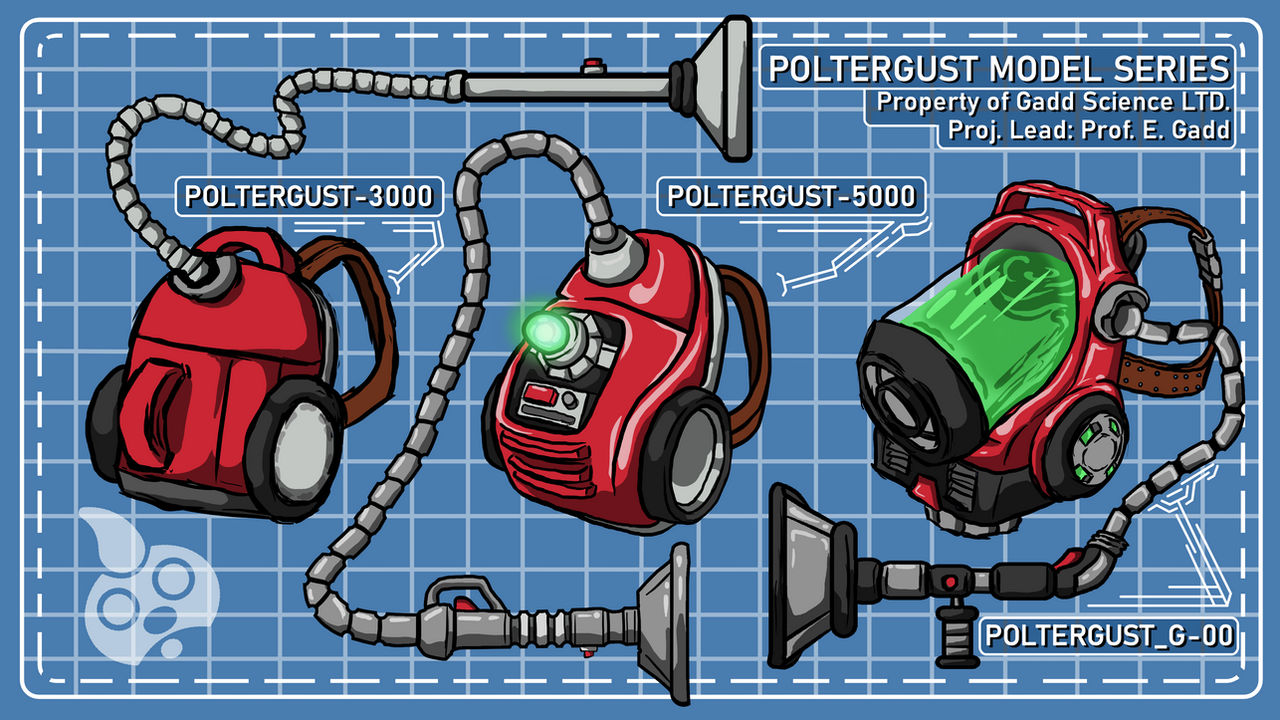 POLTERGUST MODEL SERIES
Property of Gadd Science LTD.
Proj. Lead: Prof. E. Gadd
POLTERGUST-3000
POLTERGUST-5000
POLTERGUST_G-00